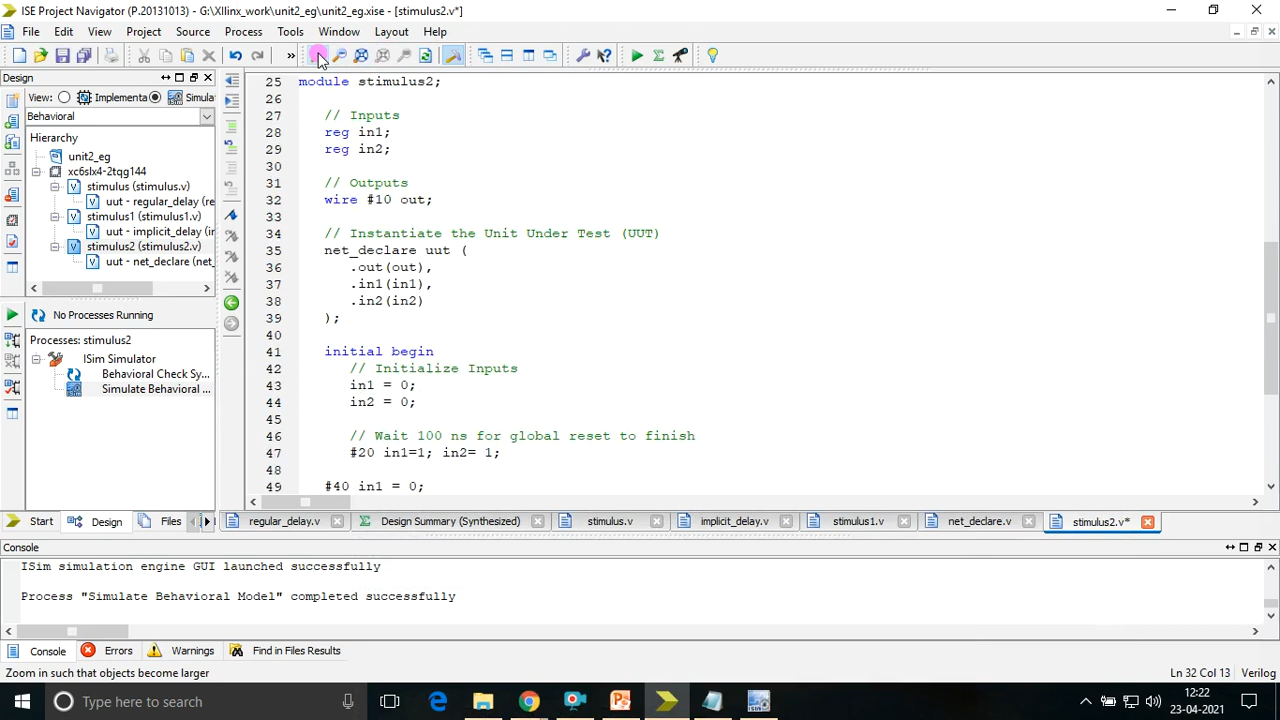 ISE Project Navigator (P.20131013) - G:\XIlinx_work\unit2_eg\unit2_eg.xise - [stimulus2.v*]
File Edit View Project Source Process Tools Window Layout Help
Design
View: Implementa Simula
Behavioral
Hierarchy
unit2_eg
xc6slx4-2tqg144
stimulus (stimulus.v)
uut - regular_delay (re
stimulus1 (stimulus1.v)
uut - implicit_delay (in
stimulus2 (stimulus2.v)
uut - net_declare (net_
No Processes Running
Processes: stimulus2
ISim Simulator
Behavioral Check Sy...
Simulate Behavioral ...
Start Design Files
25 module stimulus2;
26
27 // Inputs
28 reg in1;
29 reg in2;
30
31 // Outputs
32 wire #10 out;
33
34 // Instantiate the Unit Under Test (UUT)
35 net_declare uut (
36 .out(out),
37 .in1(in1),
38 .in2(in2)
39 );
40
41 initial begin
42 // Initialize Inputs
43 in1 = 0;
44 in2 = 0;
45
46 // Wait 100 ns for global reset to finish
47 #20 in1=1; in2= 1;
48
49 #40 in1 = 0;
regular_delay.v Design Summary (Synthesized) stimulus.v implicit_delay.v stimulus1.v net_declare.v stimulus2.v*
Console
ISim simulation engine GUI launched successfully
Process "Simulate Behavioral Model" completed successfully
Console Errors Warnings Find in Files Results
Zoom in such that objects become larger
Ln 32 Col 13 Verilog
Type here to search
12:22
23-04-2021